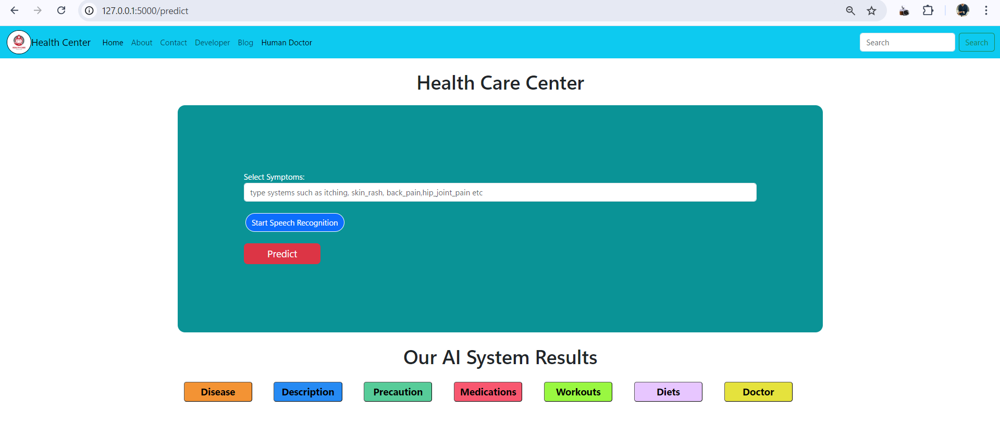 127.0.0.1:5000/predict
HEALTH CARE
Health Center Home About Contact Developer Blog Human Doctor Search Search
Health Care Center
Select Symptoms:
type systems such as itching, skin_rash, back_pain,hip_joint_pain etc
Start Speech Recognition
Predict
Our AI System Results
Disease Description Precaution Medications Workouts Diets Doctor